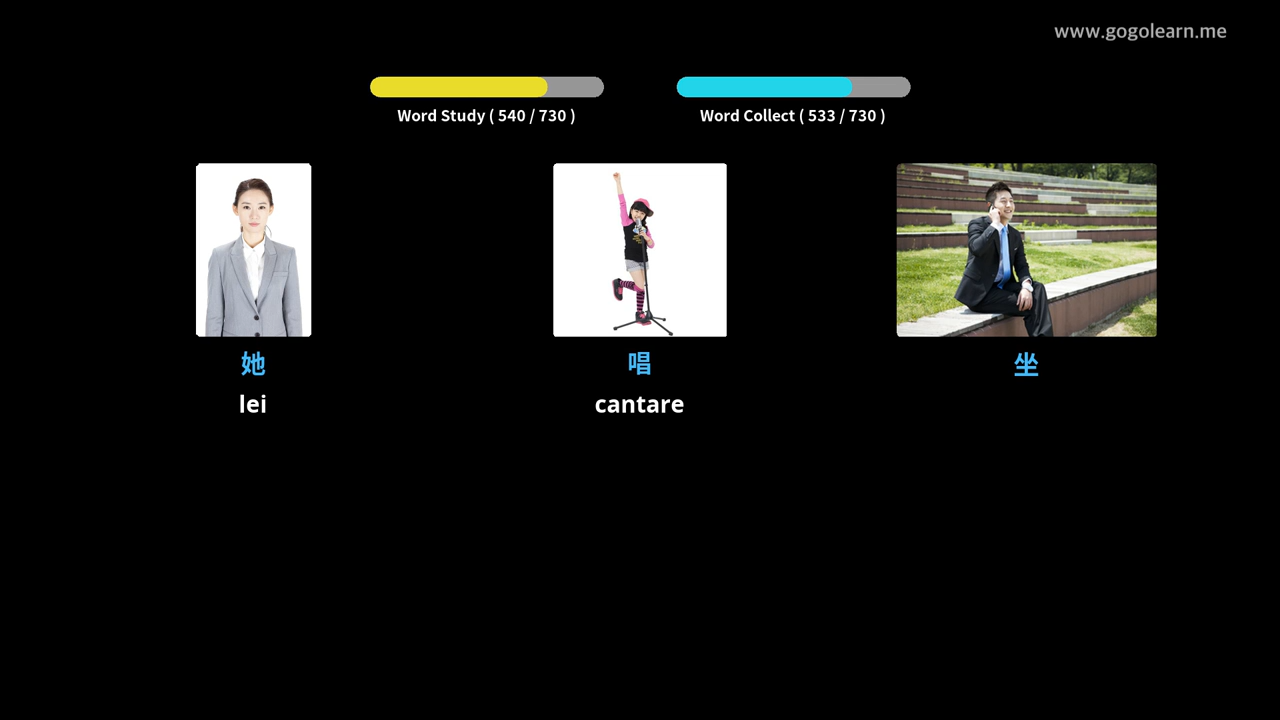 www.gogolearn.me
Word Study ( 540 / 730 )
Word Collect ( 533 / 730 )
她
唱
坐
lei
cantare